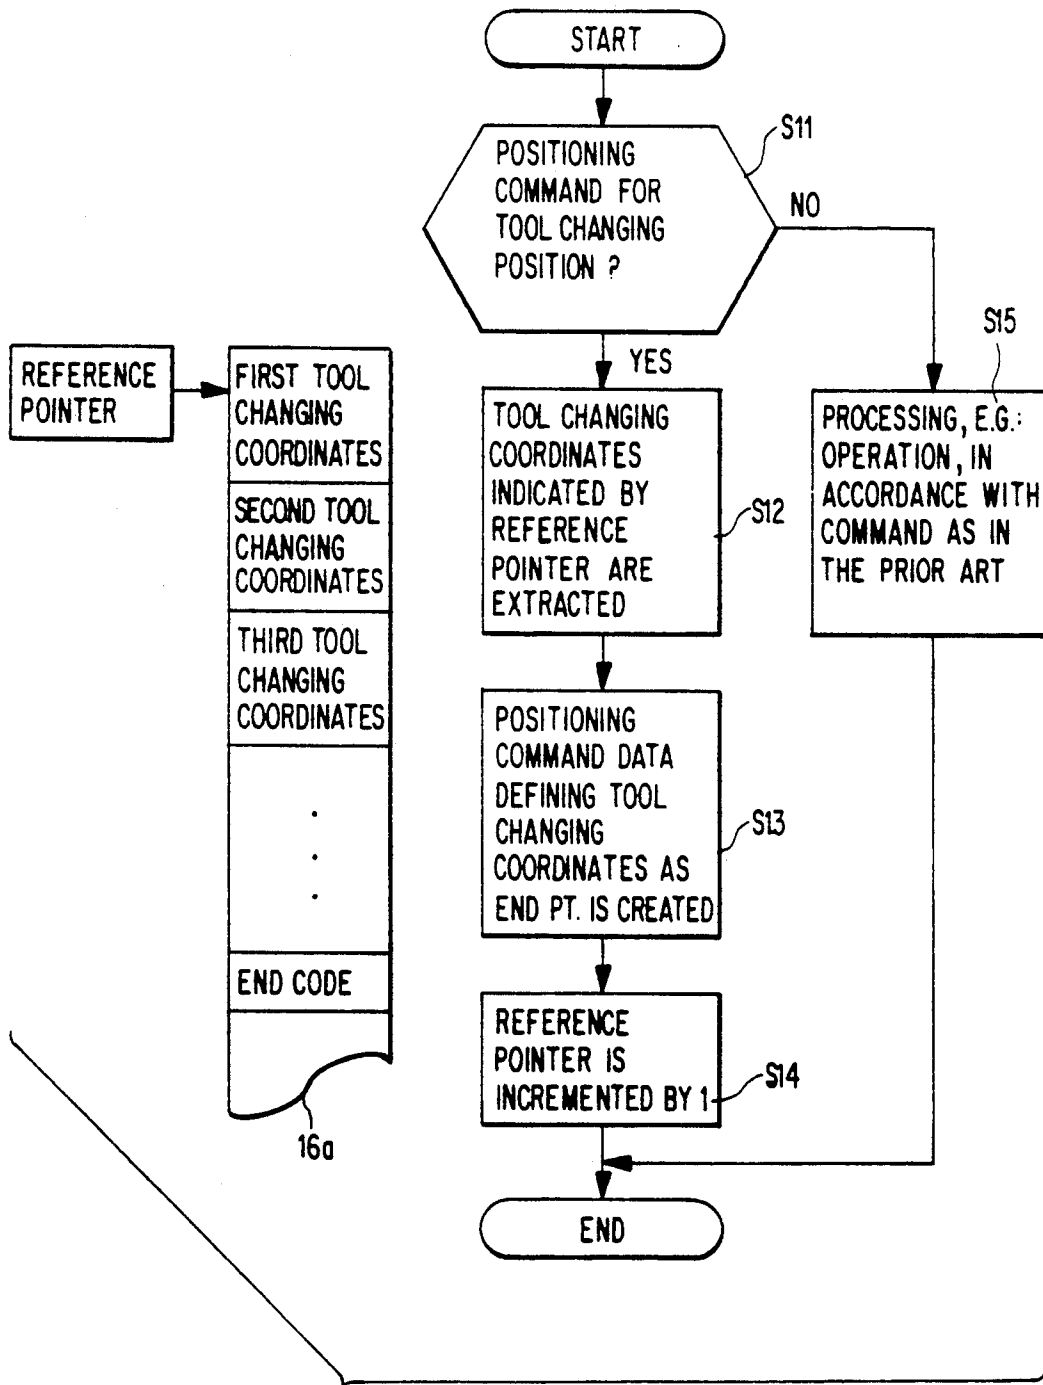 START
POSITIONING
COMMAND FOR
TOOL CHANGING
POSITION ?
S11
NO
YES
REFERENCE
POINTER
FIRST TOOL
CHANGING
COORDINATES
SECOND TOOL
CHANGING
COORDINATES
THIRD TOOL
CHANGING
COORDINATES
END CODE
16a
TOOL CHANGING
COORDINATES
INDICATED BY
REFERENCE
POINTER ARE
EXTRACTED
S12
S15
PROCESSING, E.G.:
OPERATION, IN
ACCORDANCE WITH
COMMAND AS IN
THE PRIOR ART
POSITIONING
COMMAND DATA
DEFINING TOOL
CHANGING
COORDINATES AS
END PT. IS CREATED
S13
REFERENCE
POINTER IS
INCREMENTED BY 1
S14
END